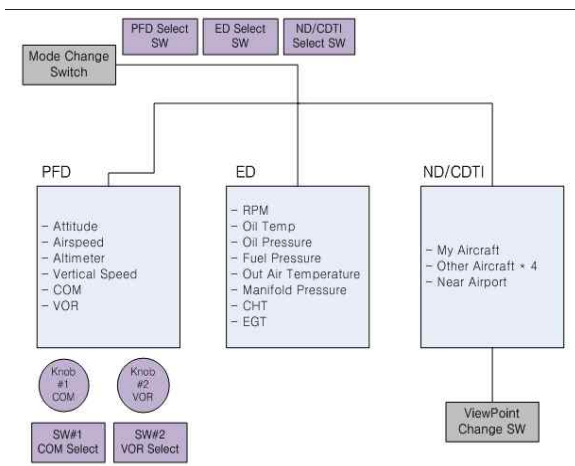 PFD Select
SW
ED Select
SW
ND/CDTI
Select SW
Mode Change
Switch
PFD
ED
ND/CDTI
- Attitude
- Airspeed
- Altimeter
- Vertical Speed
- COM
- VOR
- RPM
- Oil Temp
- Oil Pressure
- Fuel Pressure
- Out Air Temperature
- Manifold Pressure
- CHT
- EGT
- My Aircraft
- Other Aircraft * 4
- Near Airport
Knob
#1
COM
Knob
#2
VOR
SW#1
COM Select
SW#2
VOR Select
ViewPoint
Change SW